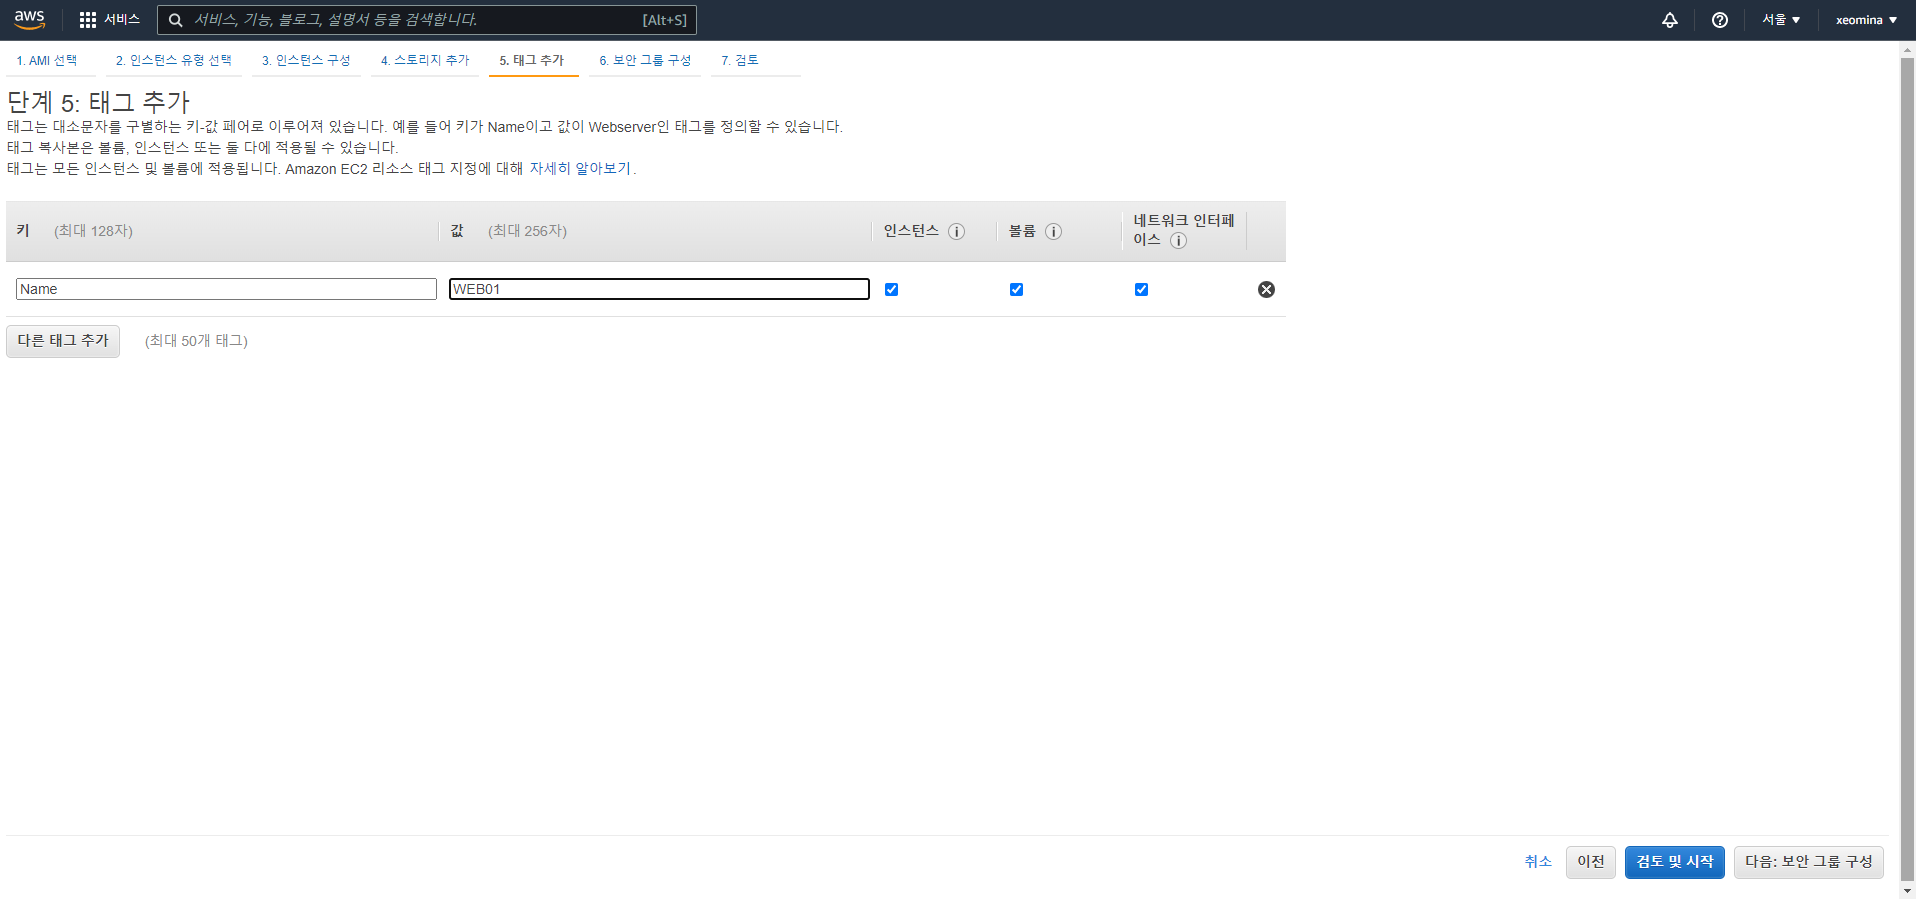 aws 서비스 서비스, 기능, 블로그, 설명서 등을 검색합니다. [Alt+S] 서울 xeomina
1. AMI 선택 2. 인스턴스 유형 선택 3. 인스턴스 구성 4. 스토리지 추가 5. 태그 추가 6. 보안 그룹 구성 7. 검토
단계 5: 태그 추가
태그는 대소문자를 구별하는 키-값 페어로 이루어져 있습니다. 예를 들어 키가 Name이고 값이 Webserver인 태그를 정의할 수 있습니다.
태그 복사본은 볼륨, 인스턴스 또는 둘 다에 적용될 수 있습니다.
태그는 모든 인스턴스 및 볼륨에 적용됩니다. Amazon EC2 리소스 태그 지정에 대해 자세히 알아보기.
키 (최대 128자) 값 (최대 256자) 인스턴스 볼륨 네트워크 인터페
이스
Name WEB01
다른 태그 추가 (최대 50개 태그)
취소 이전 검토 및 시작 다음: 보안 그룹 구성